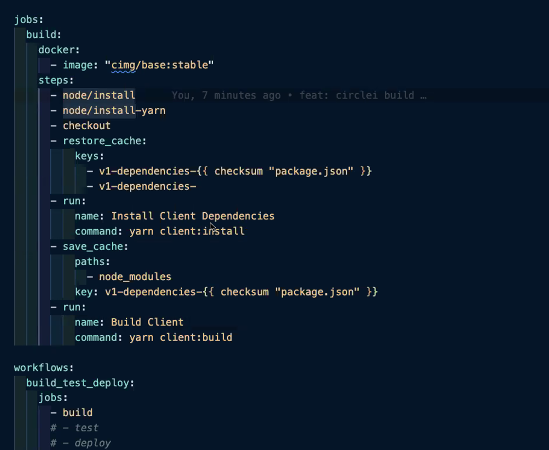 jobs:
  build:
    docker:
      - image: "cimg/base:stable"
    steps:
      - node/install You, 7 minutes ago • feat: circlei build …
      - node/install-yarn
      - checkout
      - restore_cache:
          keys:
            - v1-dependencies-{{ checksum "package.json" }}
            - v1-dependencies-
      - run:
          name: Install Client Dependencies
          command: yarn client:install
      - save_cache:
          paths:
            - node_modules
          key: v1-dependencies-{{ checksum "package.json" }}
      - run:
          name: Build Client
          command: yarn client:build
workflows:
  build_test_deploy:
    jobs:
      - build
      # - test
      # - deploy